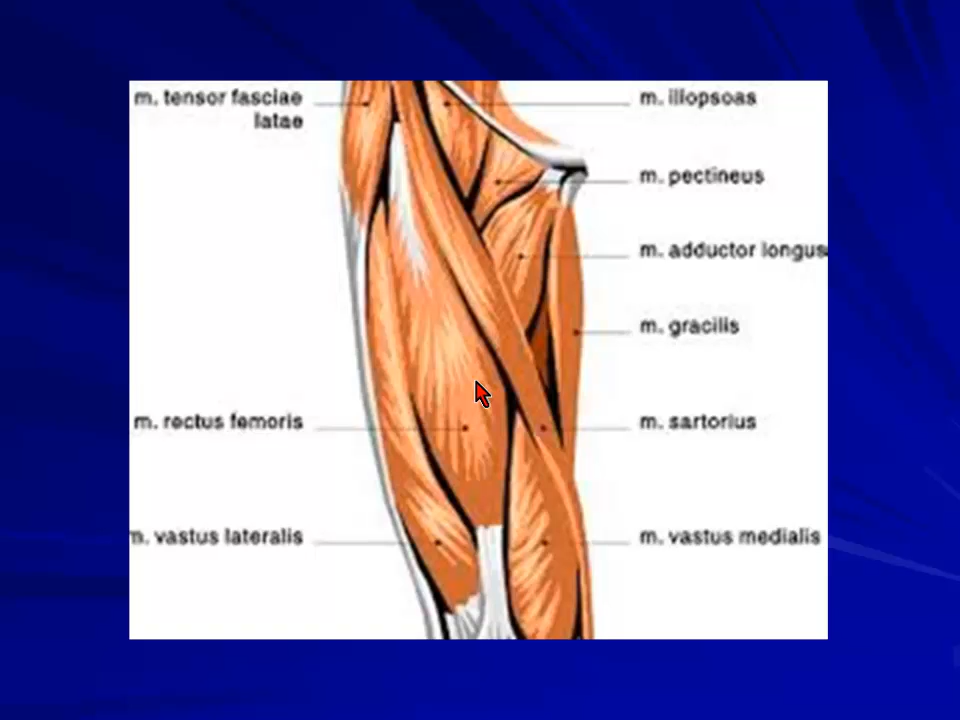 m. tensor fasciae
latae
m. iliopsoas
m. pectineus
m. adductor longus
m. gracilis
m. rectus femoris
m. sartorius
m. vastus lateralis
m. vastus medialis